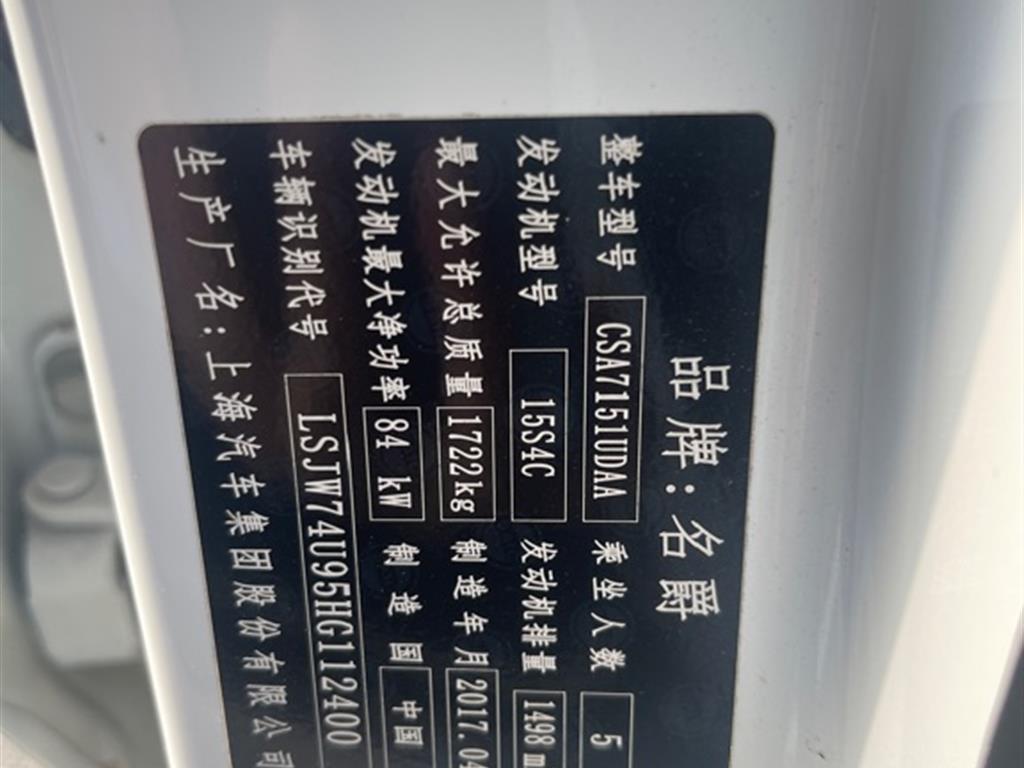 品牌:名爵
整车型号 CSA7151UDAA 乘坐人数 5
发动机型号 15S4C 发动机排量 1498 m
最大允许总质量 1722kg 制造年月 2017.04
发动机最大净功率 84 kW 制造国 中国
车辆识别代号 LSJW74U95HG112400
生产厂名:上海汽车集团股份有限公司